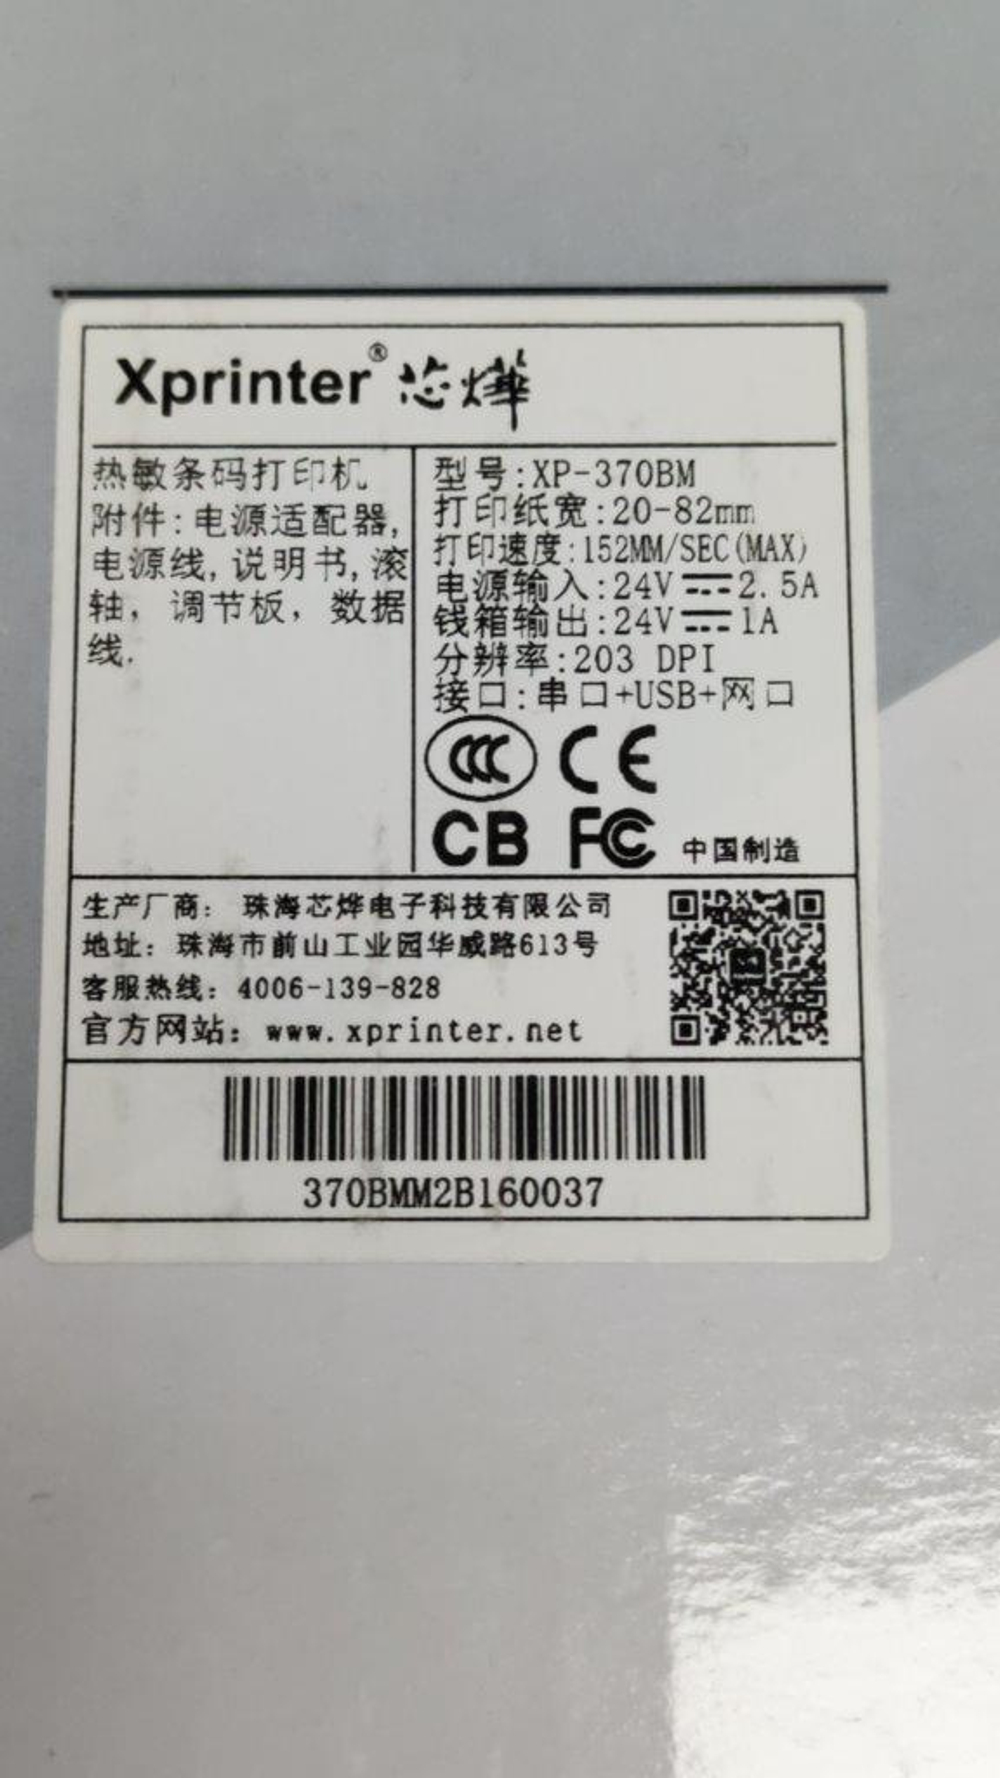 Xprinter® 芯烨
热敏条码打印机
附件:电源适配器,
电源线,说明书,滚
轴,调节板,数据
线.
型号:XP-370BM
打印纸宽:20-82mm
打印速度:152MM/SEC(MAX)
电源输入:24V⎓2.5A
钱箱输出:24V⎓1A
分辨率:203 DPI
接口:串口+USB+网口
CCC CE
CB FC 中国制造
生产厂商：珠海芯烨电子科技有限公司
地址：珠海市前山工业园华威路613号
客服热线：4006-139-828
官方网站：www.xprinter.net
370BMM2B160037